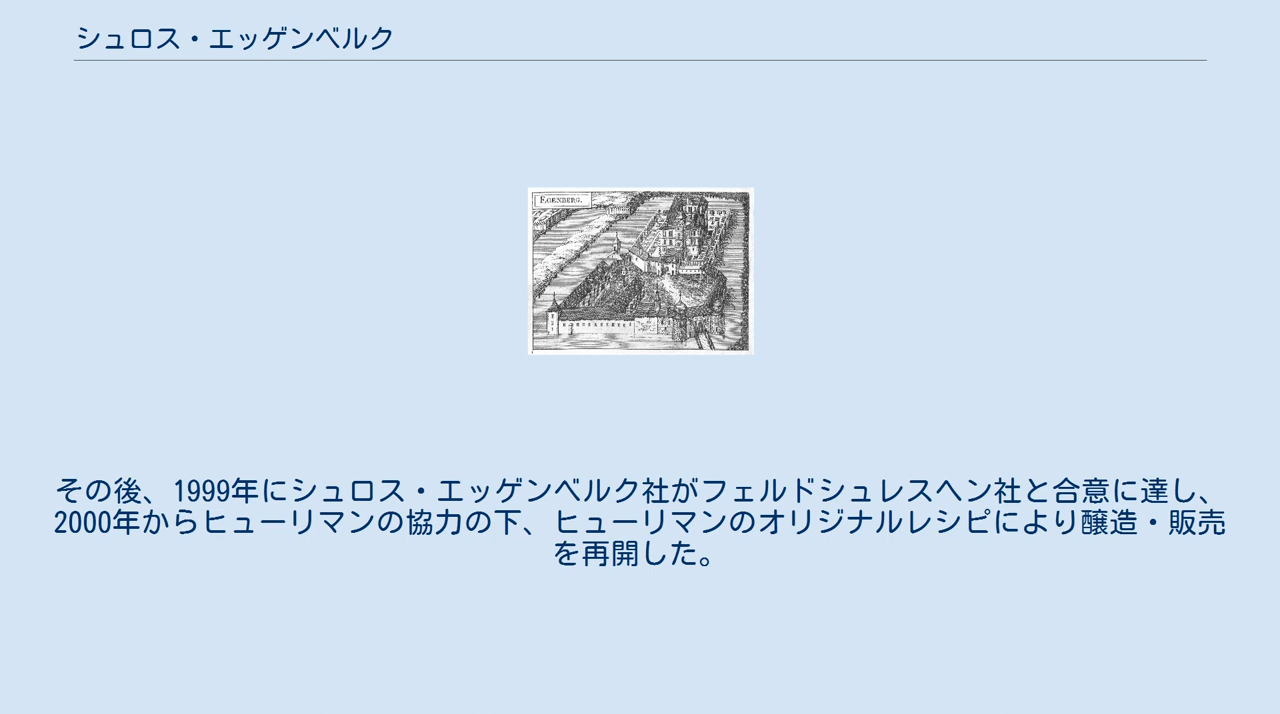 シュロス・エッゲンベルク
EGENBERG.
その後、1999年にシュロス・エッゲンベルク社がフェルドシュレスヘン社と合意に達し、
2000年からヒューリマンの協力の下、ヒューリマンのオリジナルレシピにより醸造・販売
を再開した。